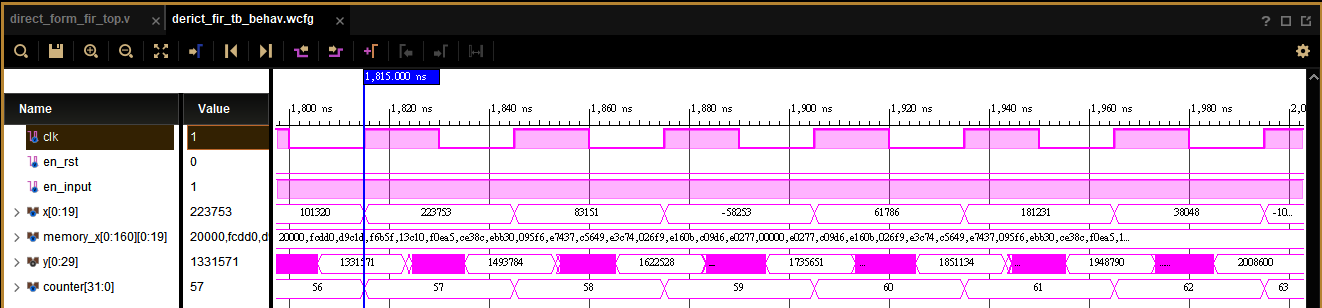 direct_form_fir_top.v × derict_fir_tb_behav.wcfg ×
?
1,815.000 ns
1,800 ns 1,820 ns 1,840 ns 1,860 ns 1,880 ns 1,900 ns 1,920 ns 1,940 ns 1,960 ns 1,980 ns 2,0
Name Value
clk 1
en_rst 0
en_input 1
x[0:19] 223753 101320 223753 83151 -58253 61786 181231 38048 -10...
memory_x[0:160][0:19] 20000,fcdd0,d 20000,fcdd0,d9c1d,f6b5f,13c10,f0ea5,ce38c,ebb30,095f6,e7437,c5649,e3c74,026f9,e160b,c09d6,e0277,00000,e0277,c09d6,e160b,026f9,e3c74,c5649,e7437,095f6,ebb30,ce38c,f0ea5,1...
y[0:29] 1331571 1331571 1493784 1622528 ... 1735651 ..... 1851134 ... 1948790 ..... 2008600
counter[31:0] 57 56 57 58 59 60 61 62 63